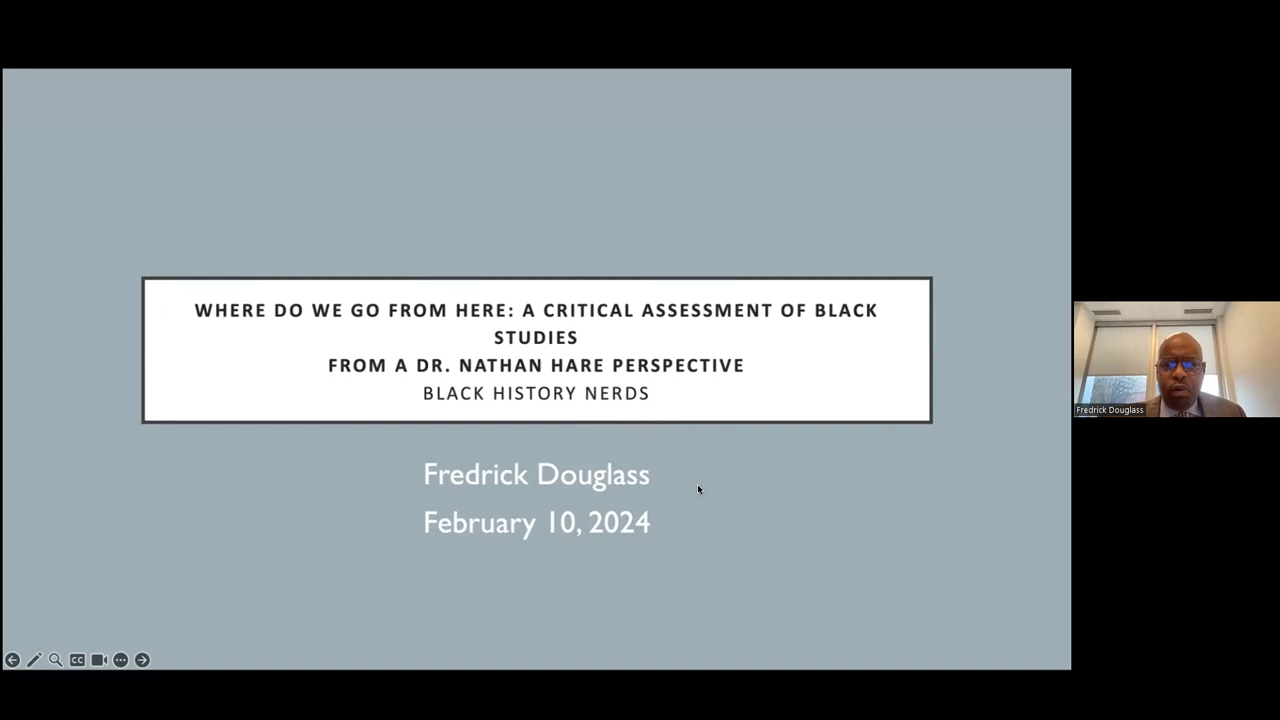 WHERE DO WE GO FROM HERE: A CRITICAL ASSESSMENT OF BLACK
STUDIES
FROM A DR. NATHAN HARE PERSPECTIVE
BLACK HISTORY NERDS
Fredrick Douglass
February 10, 2024
Fredrick Douglass
CC